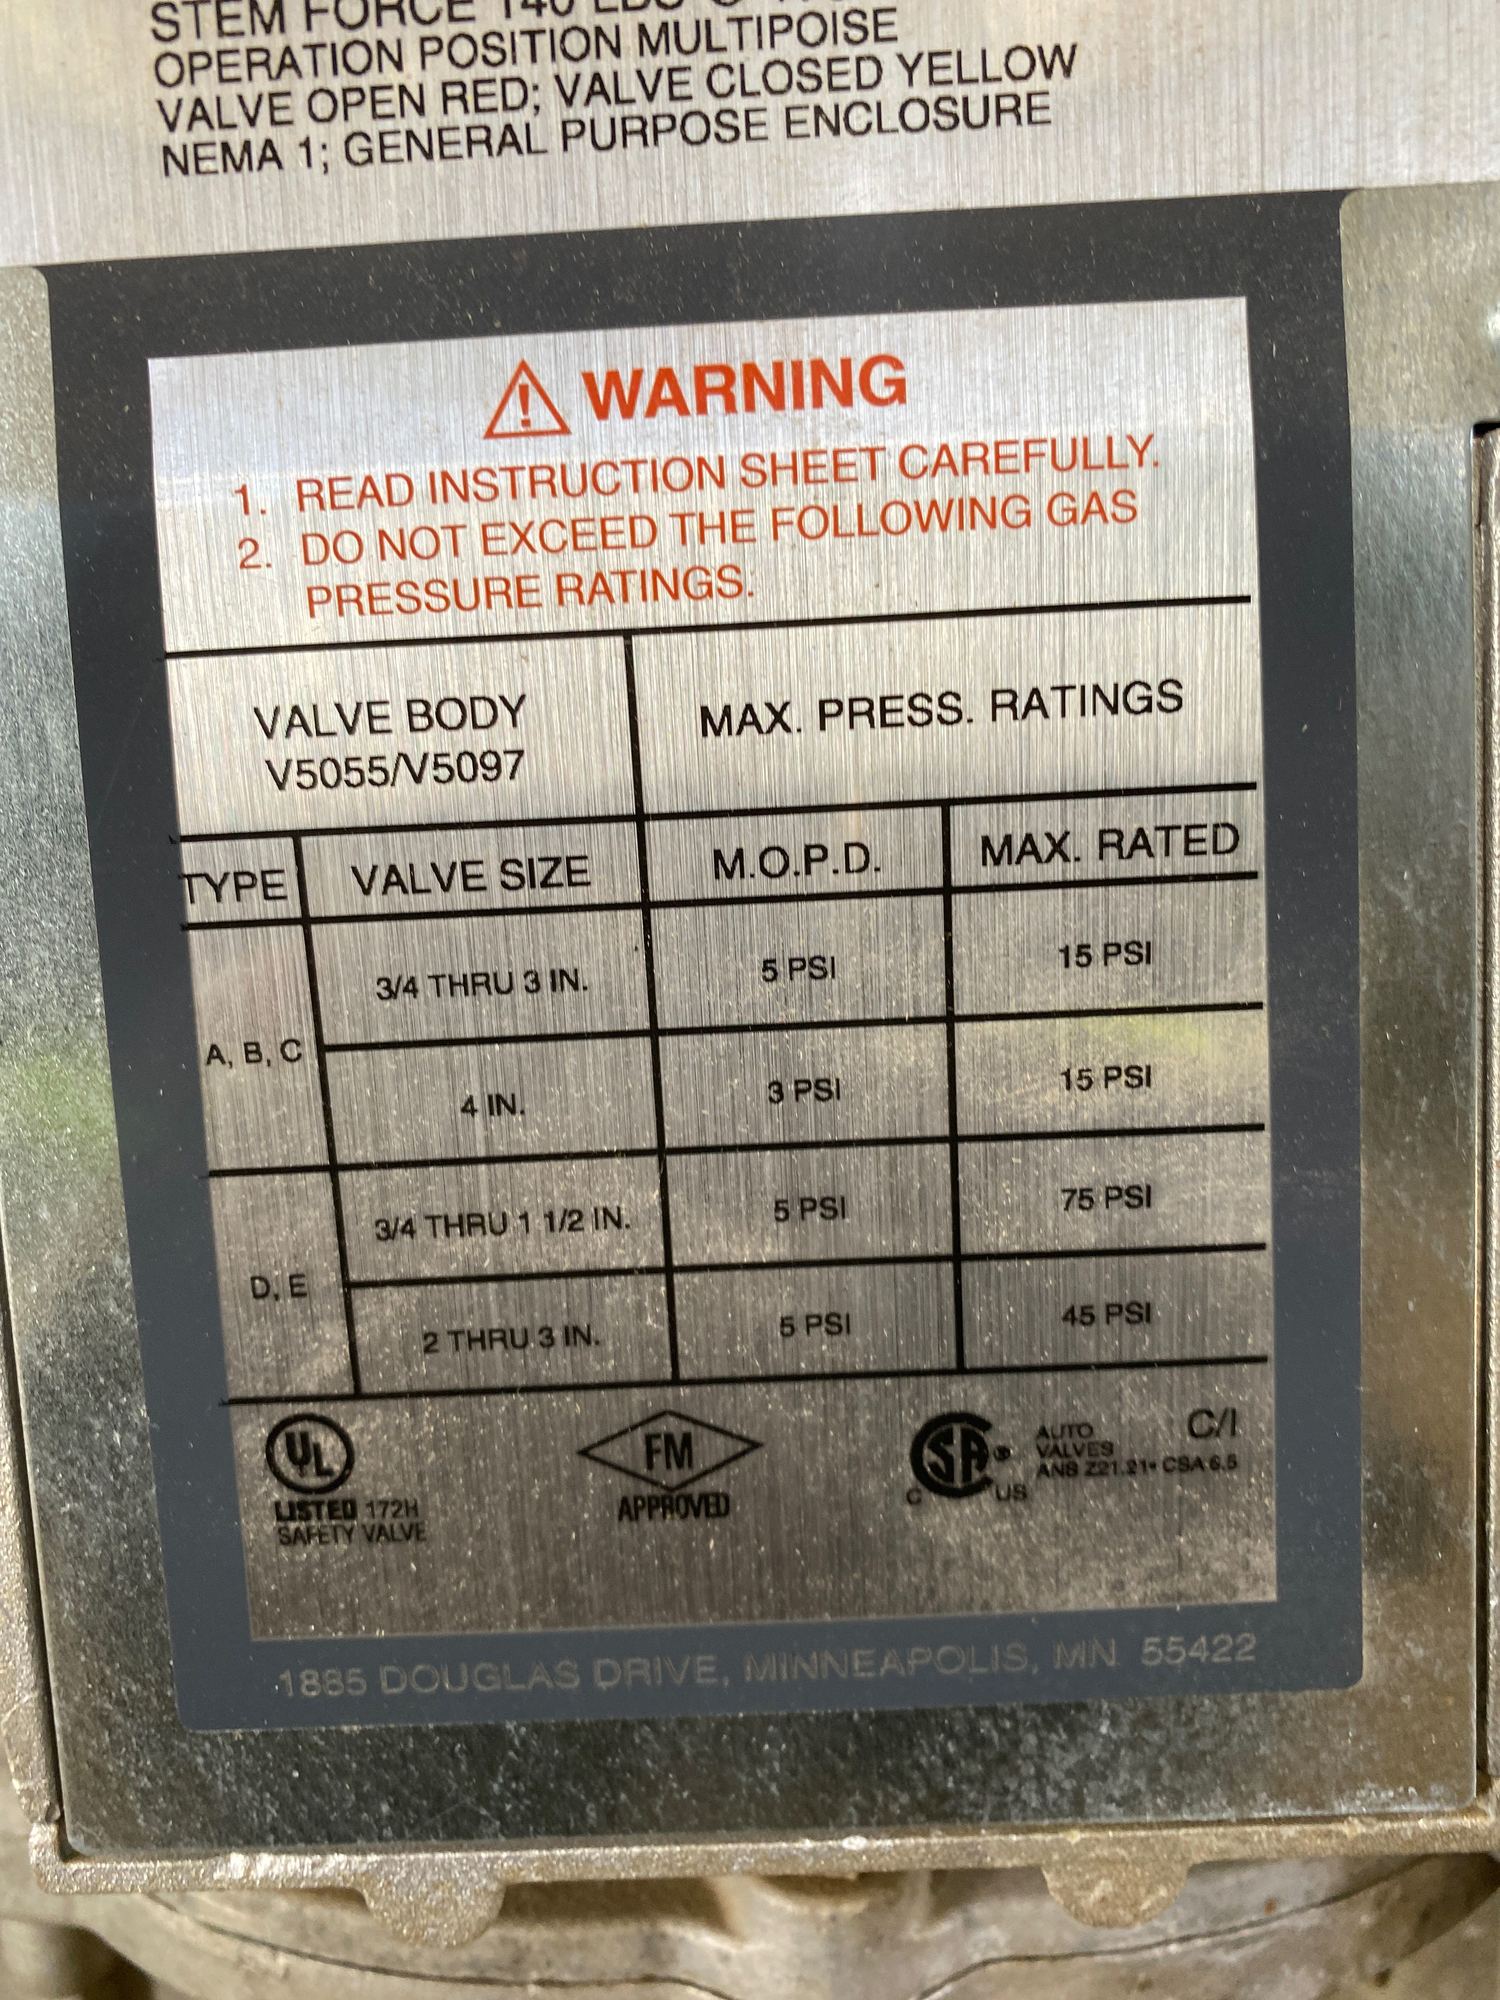 STEM FORCE 140 LBS
OPERATION POSITION MULTIPOISE
VALVE OPEN RED; VALVE CLOSED YELLOW
NEMA 1; GENERAL PURPOSE ENCLOSURE
! WARNING
1. READ INSTRUCTION SHEET CAREFULLY.
2. DO NOT EXCEED THE FOLLOWING GAS
PRESSURE RATINGS.
VALVE BODY
V5055/V5097
MAX. PRESS. RATINGS
TYPE VALVE SIZE M.O.P.D. MAX. RATED
A, B, C
3/4 THRU 3 IN. 5 PSI 15 PSI
4 IN. 3 PSI 15 PSI
D, E
3/4 THRU 1 1/2 IN. 5 PSI 75 PSI
2 THRU 3 IN. 5 PSI 45 PSI
UL
LISTED 172H
SAFETY VALVE
FM
APPROVED
C SA ® US
AUTO C/I
VALVES
ANS Z21.21• CSA 6.5
1885 DOUGLAS DRIVE, MINNEAPOLIS, MN 55422